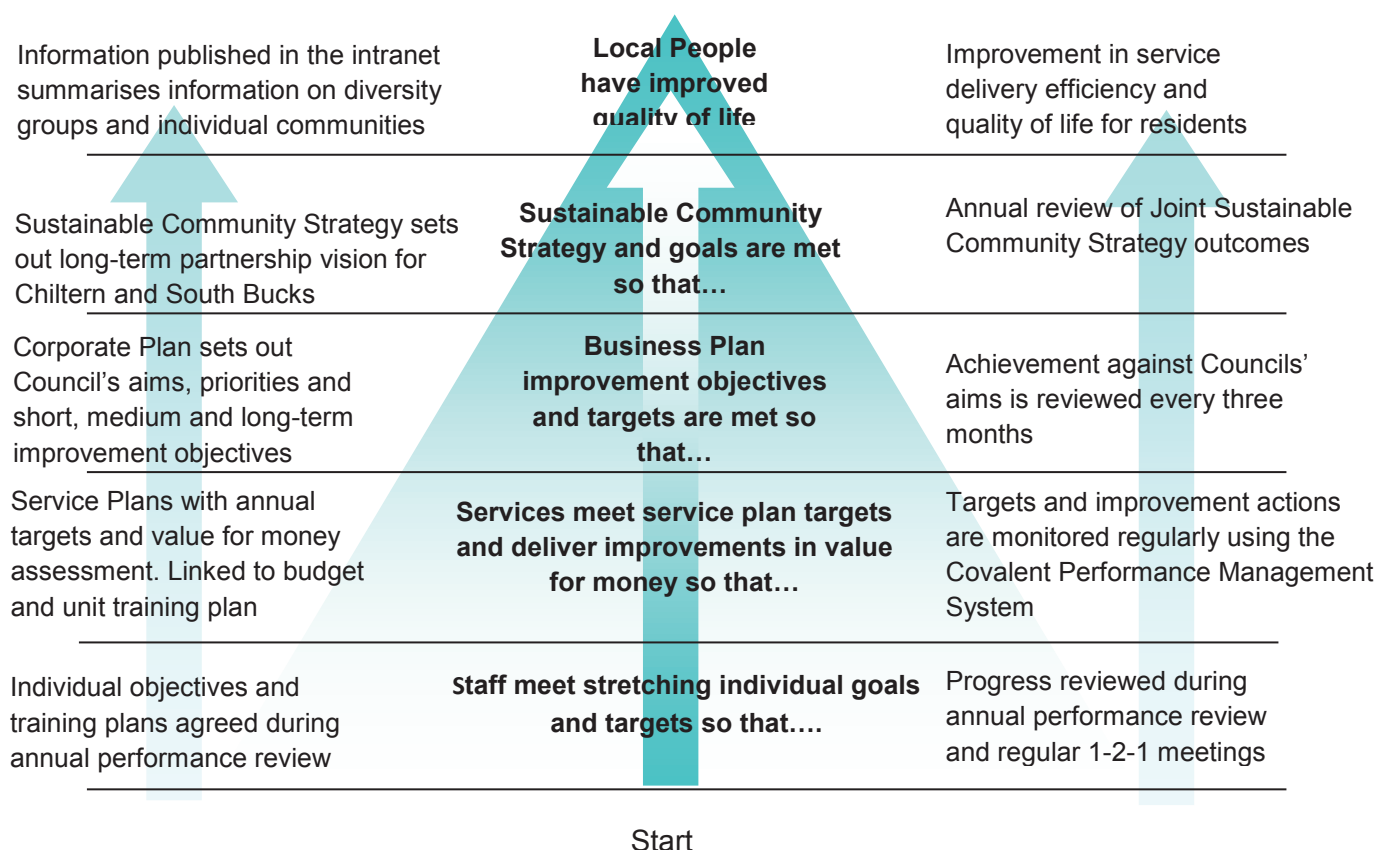 Information published in the intranet
summarises information on diversity
groups and individual communities
Local People
have improved
quality of life
Improvement in service
delivery efficiency and
quality of life for residents
Sustainable Community Strategy sets
out long-term partnership vision for
Chiltern and South Bucks
Sustainable Community
Strategy and goals are met
so that…
Annual review of Joint Sustainable
Community Strategy outcomes
Corporate Plan sets out
Council’s aims, priorities and
short, medium and long-term
improvement objectives
Business Plan
improvement objectives
and targets are met so
that…
Achievement against Councils’
aims is reviewed every three
months
Service Plans with annual
targets and value for money
assessment. Linked to budget
and unit training plan
Services meet service plan targets
and deliver improvements in value
for money so that…
Targets and improvement actions
are monitored regularly using the
Covalent Performance Management
System
Individual objectives and
training plans agreed during
annual performance review
Staff meet stretching individual goals
and targets so that….
Progress reviewed during
annual performance review
and regular 1-2-1 meetings
Start